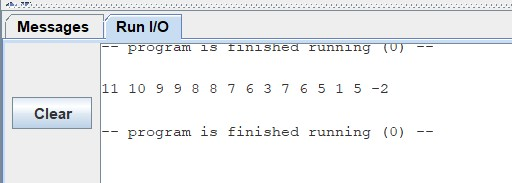 Messages Run I/O
-- program is finished running (0) --
11 10 9 9 8 8 7 6 3 7 6 5 1 5 -2
Clear
-- program is finished running (0) --